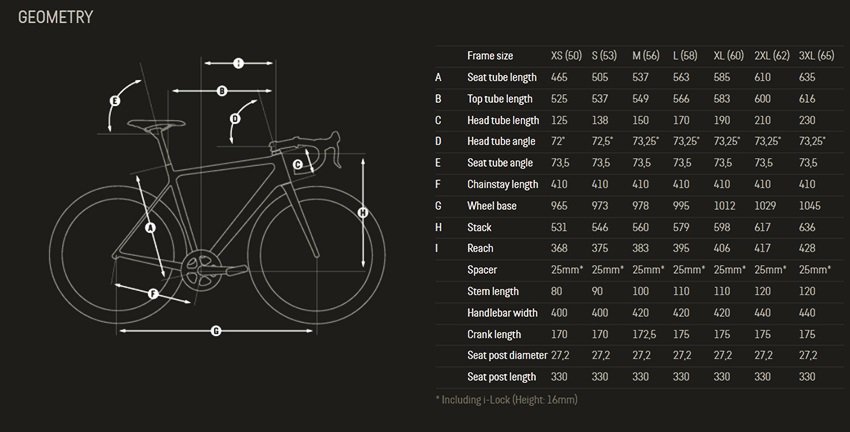 GEOMETRY
I
B
E
D
C
H
A
F
G
Frame size XS (50) S (53) M (56) L (58) XL (60) 2XL (62) 3XL (65)
A Seat tube length 465 505 537 563 585 610 635
B Top tube length 525 537 549 566 583 600 616
C Head tube length 125 138 150 170 190 210 230
D Head tube angle 72° 72,5° 73,25° 73,25° 73,25° 73,25° 73,25°
E Seat tube angle 73,5 73,5 73,5 73,5 73,5 73,5 73,5
F Chainstay length 410 410 410 410 410 410 410
G Wheel base 965 973 978 995 1012 1029 1045
H Stack 531 546 560 579 598 617 636
I Reach 368 375 383 395 406 417 428
Spacer 25mm* 25mm* 25mm* 25mm* 25mm* 25mm* 25mm*
Stem length 80 90 100 110 110 120 120
Handlebar width 400 400 420 420 420 440 440
Crank length 170 170 172,5 175 175 175 175
Seat post diameter 27,2 27,2 27,2 27,2 27,2 27,2 27,2
Seat post length 330 330 330 330 330 330 330
* Including i-Lock (Height: 16mm)